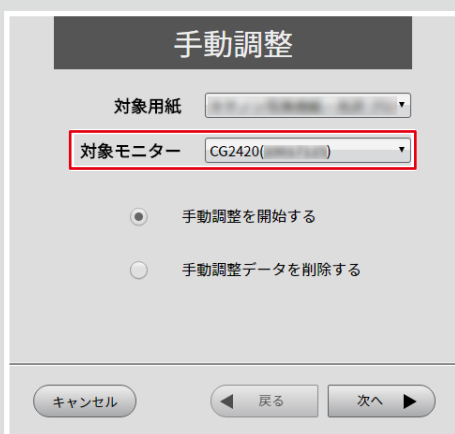 手動調整
対象用紙
対象モニター CG2420( )
手動調整を開始する
手動調整データを削除する
キャンセル 戻る 次へ